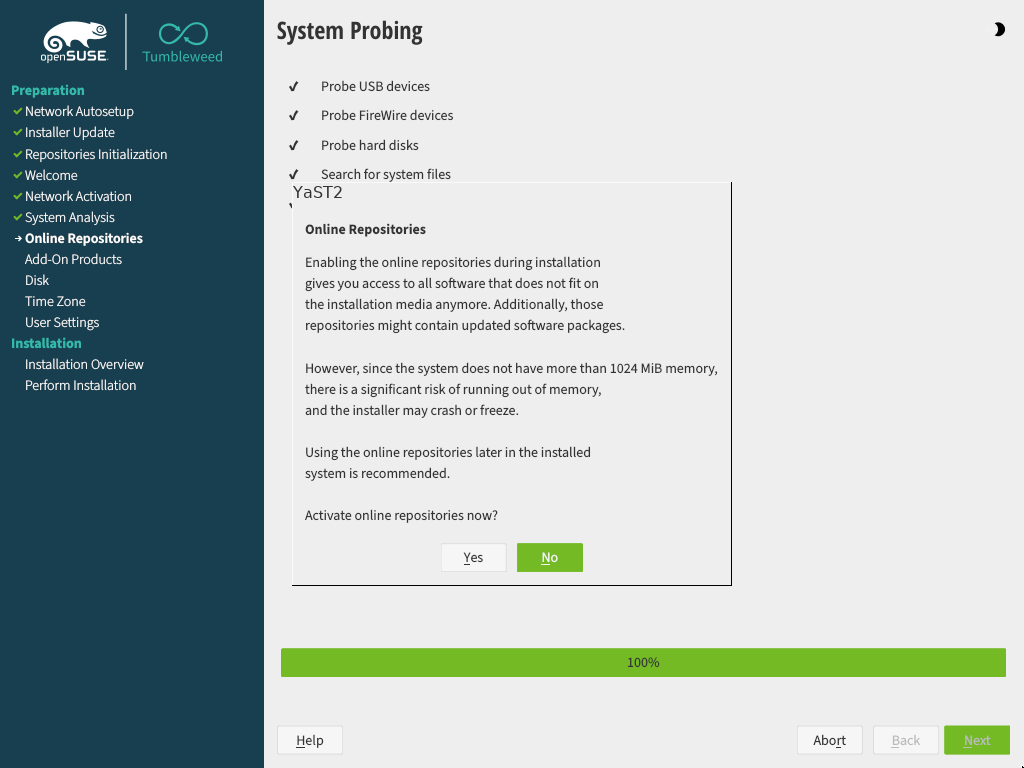 openSUSE
Tumbleweed
Preparation
Network Autosetup
Installer Update
Repositories Initialization
Welcome
Network Activation
System Analysis
Online Repositories
Add-On Products
Disk
Time Zone
User Settings
Installation
Installation Overview
Perform Installation
System Probing
Probe USB devices
Probe FireWire devices
Probe hard disks
Search for system files
YaST2
Online Repositories
Enabling the online repositories during installation
gives you access to all software that does not fit on
the installation media anymore. Additionally, those
repositories might contain updated software packages.
However, since the system does not have more than 1024 MiB memory,
there is a significant risk of running out of memory,
and the installer may crash or freeze.
Using the online repositories later in the installed
system is recommended.
Activate online repositories now?
Yes No
100%
Help Abort Back Next